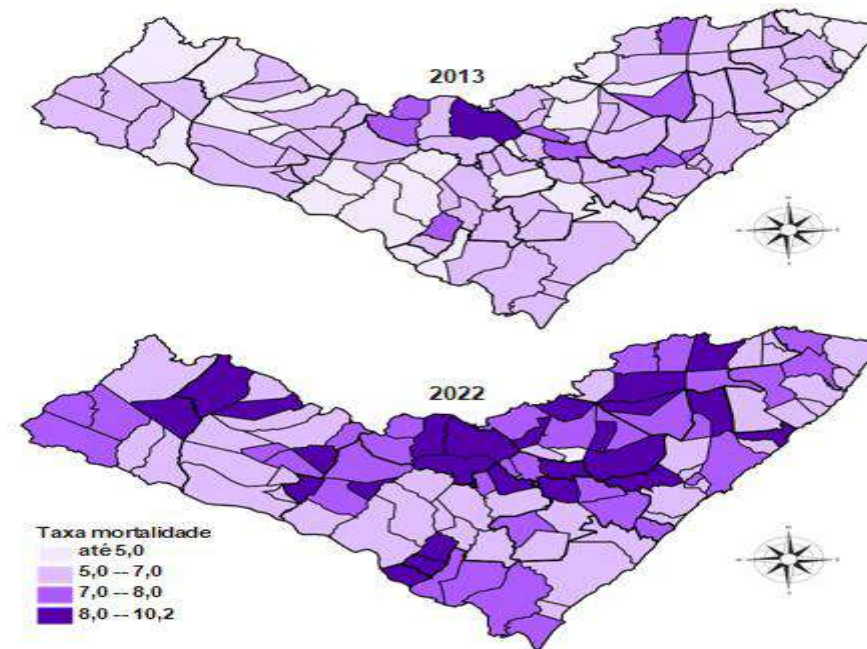 2013
2022
Taxa mortalidade
até 5,0
5,0 -- 7,0
7,0 -- 8,0
8,0 -- 10,2